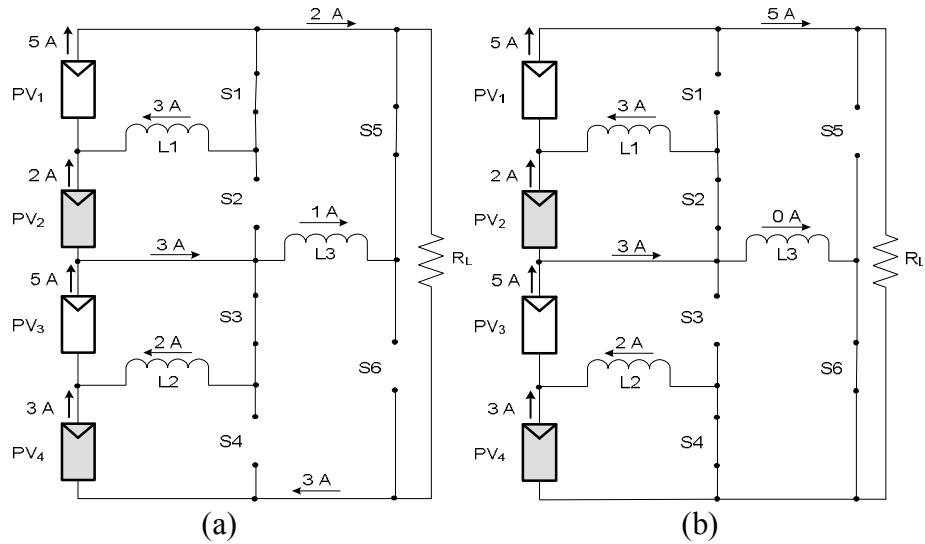 2 A
5 A
PV1
3 A
L1
S1
S5
2 A
PV2
S2
1 A
L3
3 A
RL
5 A
PV3
S3
2 A
L2
S6
3 A
PV4
S4
3 A
(a)
5 A
5 A
PV1
3 A
L1
S1
S5
2 A
PV2
S2
0 A
L3
3 A
RL
5 A
PV3
S3
2 A
L2
S6
3 A
PV4
S4
(b)